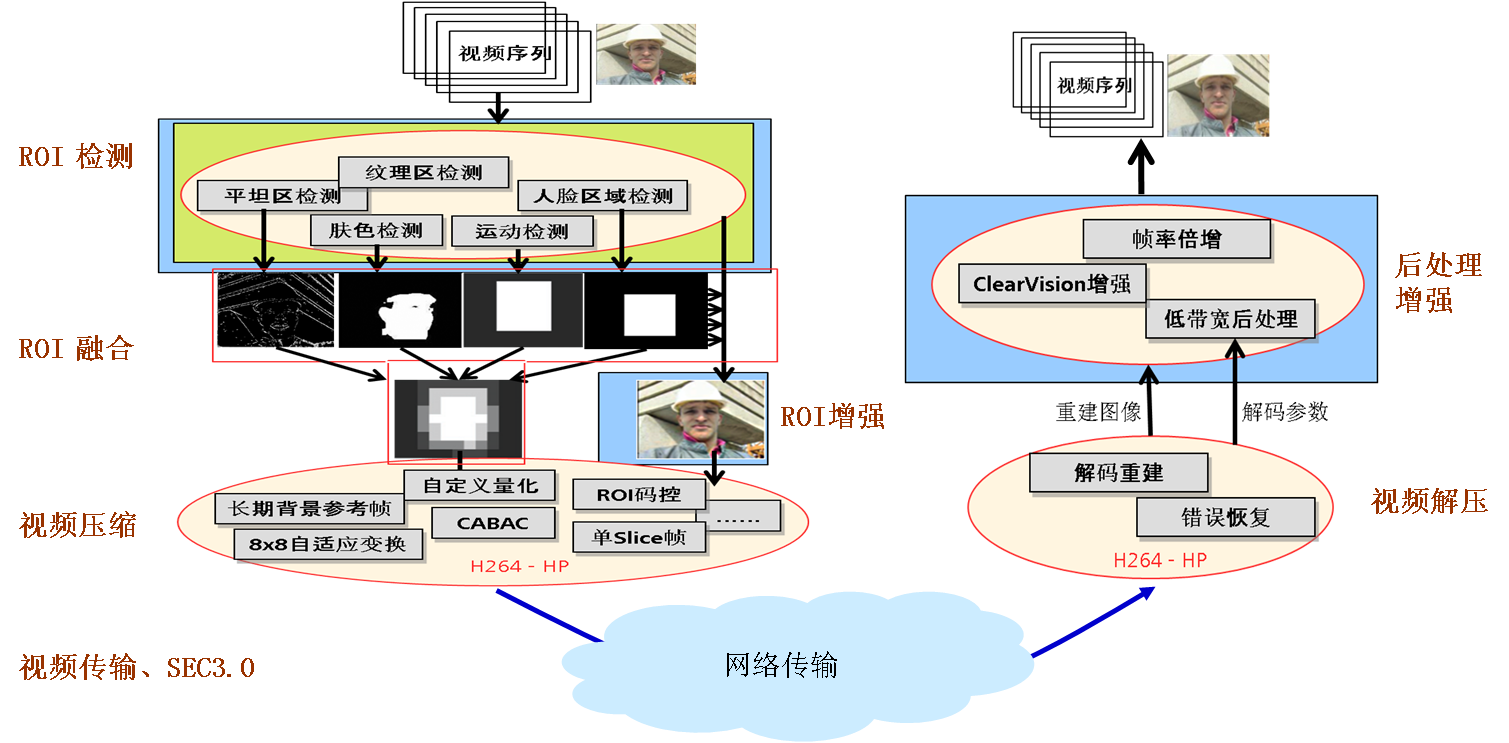 视频序列
ROI 检测
纹理区检测
平坦区检测
人脸区域检测
肤色检测
运动检测
ROI 融合
ROI增强
视频压缩
自定义量化
ROI码控
长期背景参考帧
CABAC
......
8x8自适应变换
单Slice帧
H264 - HP
视频传输、SEC3.0
网络传输
视频序列
帧率倍增
ClearVision增强
低带宽后处理
后处理
增强
重建图像
解码参数
解码重建
错误恢复
视频解压
H264 - HP